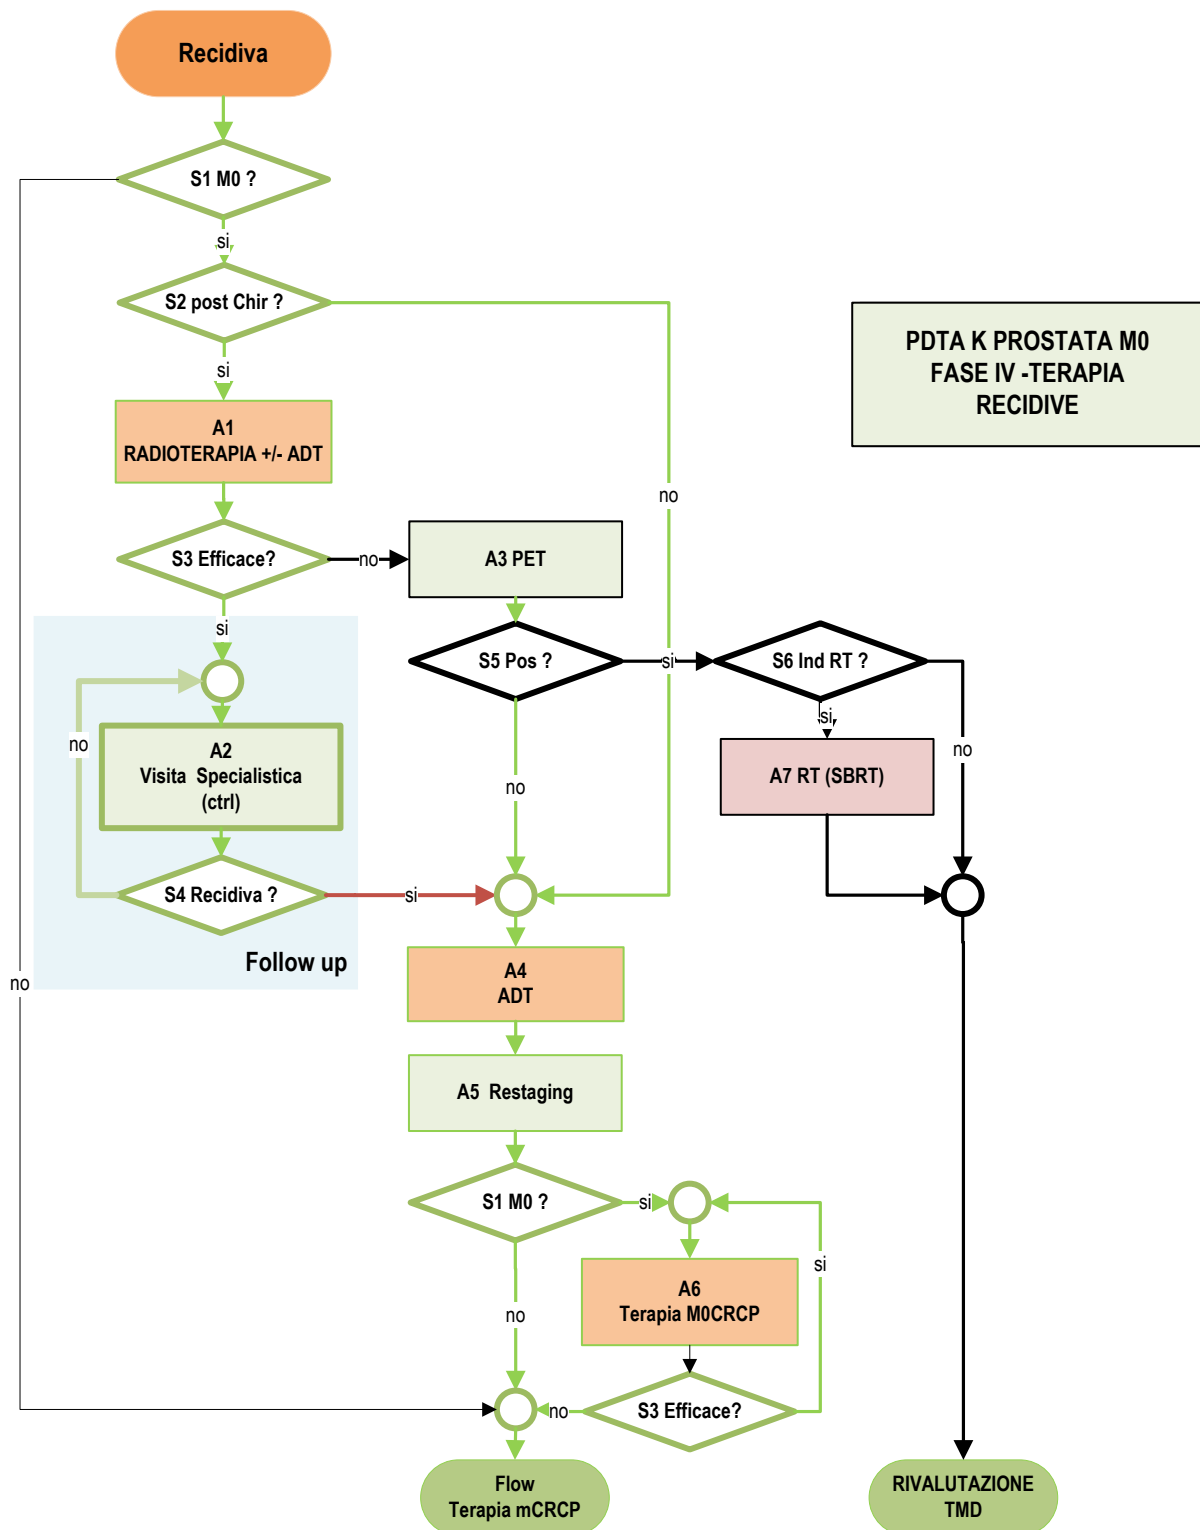 Recidiva
S1 M0 ?
si
S2 post Chir ?
PDTA K PROSTATA M0
FASE IV -TERAPIA
RECIDIVE
si
A1
RADIOTERAPIA +/- ADT
no
S3 Efficace?
no
A3 PET
si
S5 Pos ?
si
S6 Ind RT ?
si
no
no
A2
Visita Specialistica
(ctrl)
A7 RT (SBRT)
no
S4 Recidiva ?
si
Follow up
no
A4
ADT
A5 Restaging
S1 M0 ?
si
si
A6
Terapia M0CRCP
no
S3 Efficace?
no
Flow
Terapia mCRCP
RIVALUTAZIONE
TMD